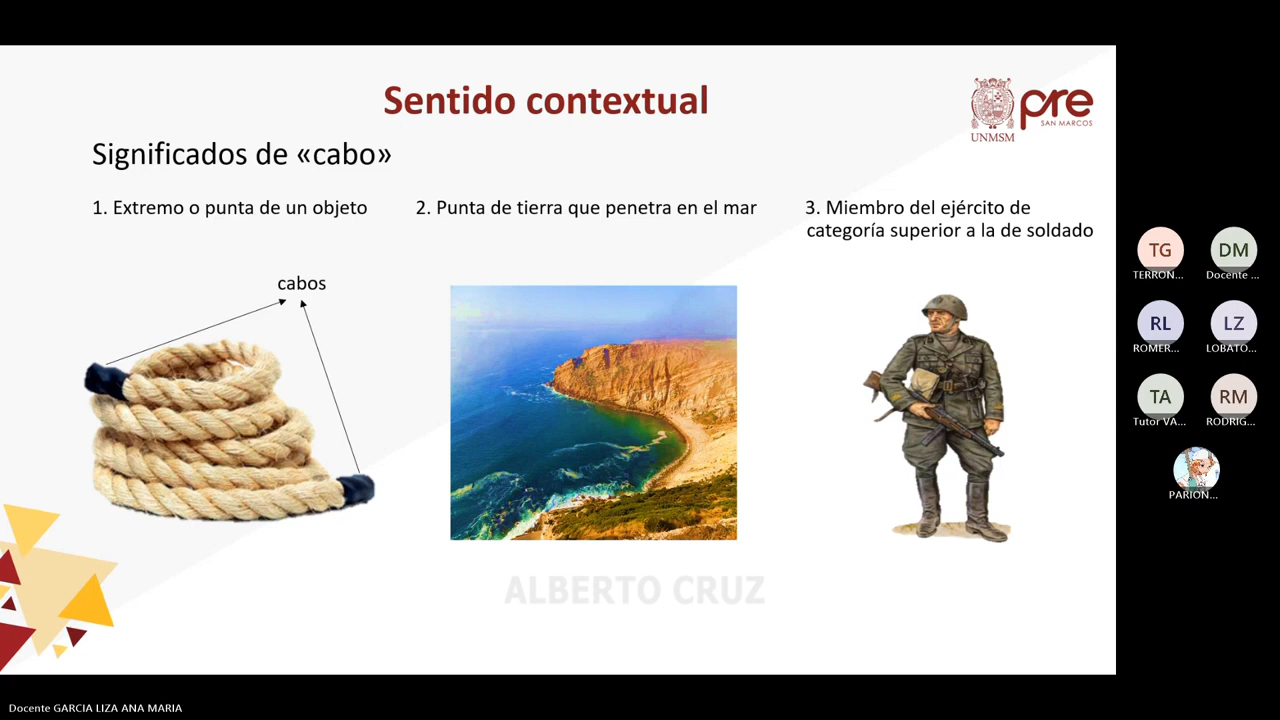 Sentido contextual
UNMSM
pre
SAN MARCOS
Significados de «cabo»
1. Extremo o punta de un objeto
2. Punta de tierra que penetra en el mar
3. Miembro del ejército de
categoría superior a la de soldado
cabos
ALBERTO CRUZ
TG
TERRON...
DM
Docente ...
RL
ROMER...
LZ
LOBATO...
TA
Tutor VA...
RM
RODRIG...
PARION...
Docente GARCIA LIZA ANA MARIA